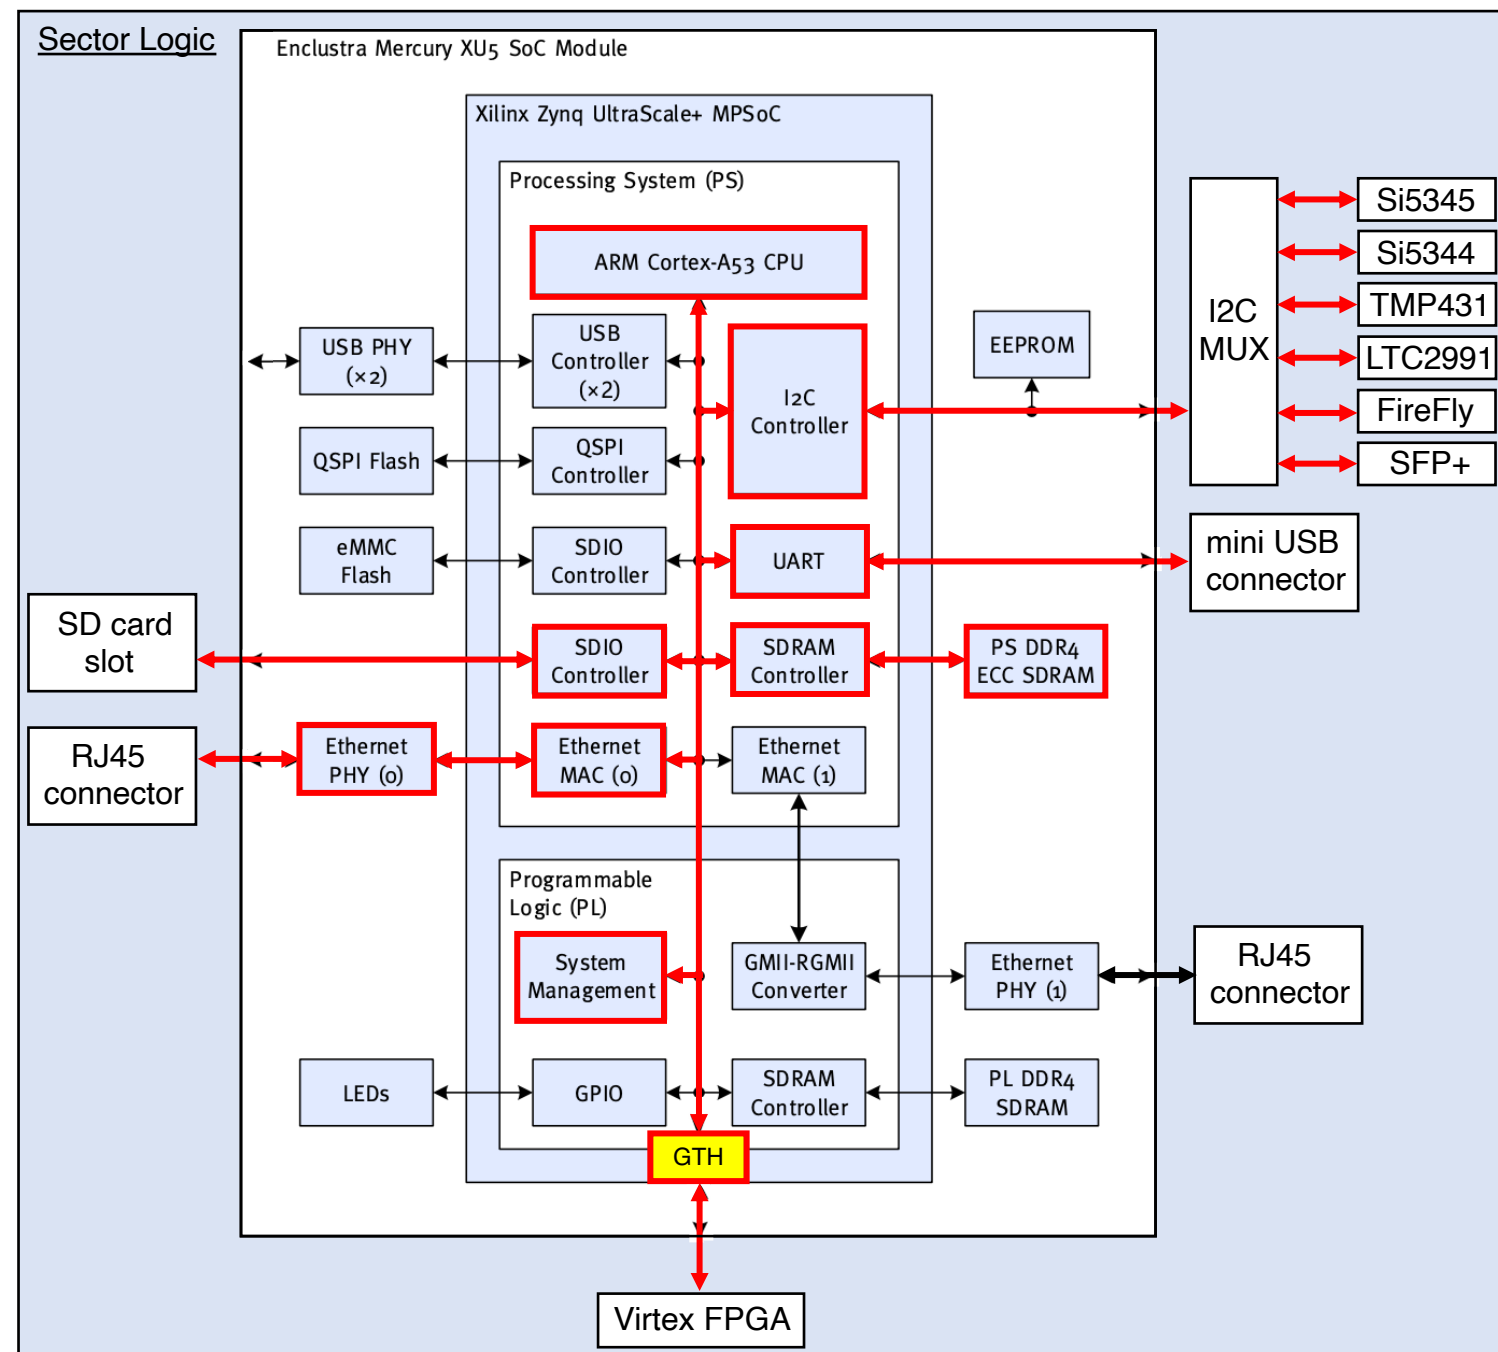 Sector Logic
Enclustra Mercury XU5 SoC Module
Xilinx Zynq UltraScale+ MPSoC
Processing System (PS)
ARM Cortex-A53 CPU
USB PHY
(×2)
USB
Controller
(×2)
I2C
Controller
EEPROM
I2C
MUX
Si5345
Si5344
TMP431
LTC2991
FireFly
SFP+
QSPI Flash
QSPI
Controller
eMMC
Flash
SDIO
Controller
UART
mini USB
connector
SD card
slot
SDIO
Controller
SDRAM
Controller
PS DDR4
ECC SDRAM
RJ45
connector
Ethernet
PHY (0)
Ethernet
MAC (0)
Ethernet
MAC (1)
Programmable
Logic (PL)
System
Management
GMII-RGMII
Converter
Ethernet
PHY (1)
RJ45
connector
LEDs
GPIO
SDRAM
Controller
PL DDR4
SDRAM
GTH
Virtex FPGA